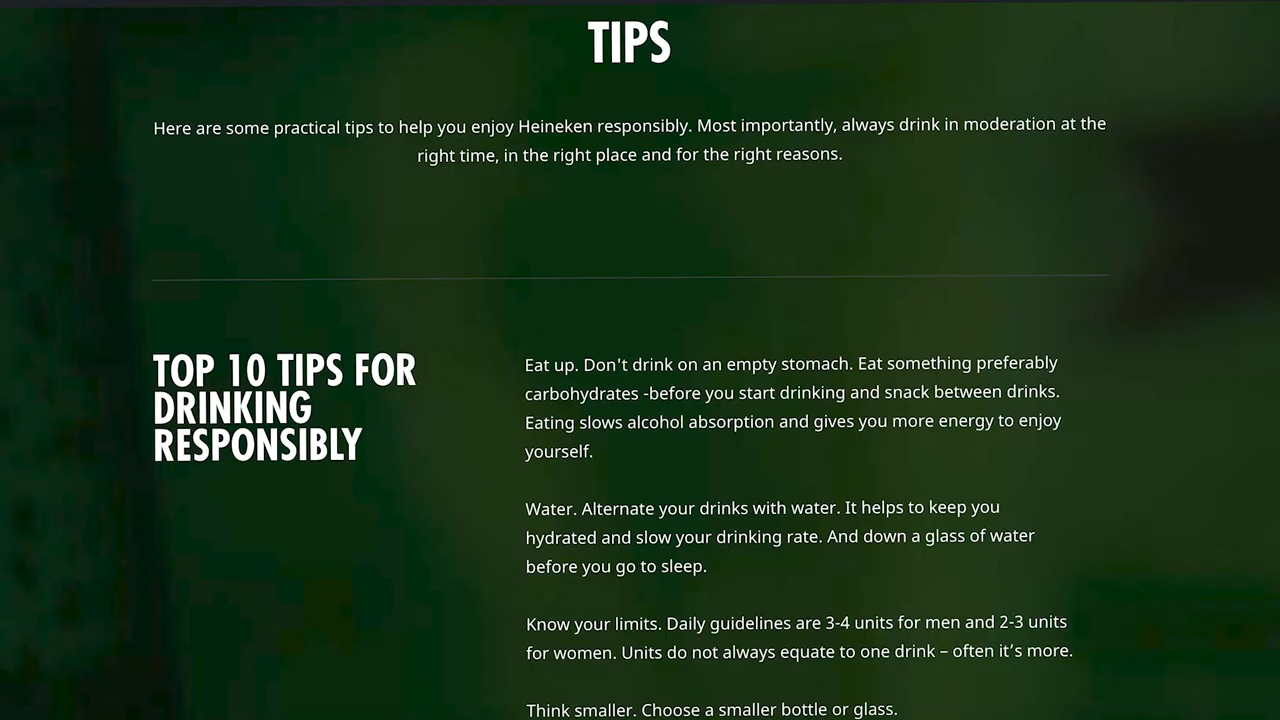 TIPS
Here are some practical tips to help you enjoy Heineken responsibly. Most importantly, always drink in moderation at the
right time, in the right place and for the right reasons.
TOP 10 TIPS FOR
DRINKING
RESPONSIBLY
Eat up. Don't drink on an empty stomach. Eat something preferably
carbohydrates -before you start drinking and snack between drinks.
Eating slows alcohol absorption and gives you more energy to enjoy
yourself.
Water. Alternate your drinks with water. It helps to keep you
hydrated and slow your drinking rate. And down a glass of water
before you go to sleep.
Know your limits. Daily guidelines are 3-4 units for men and 2-3 units
for women. Units do not always equate to one drink – often it’s more.
Think smaller. Choose a smaller bottle or glass.